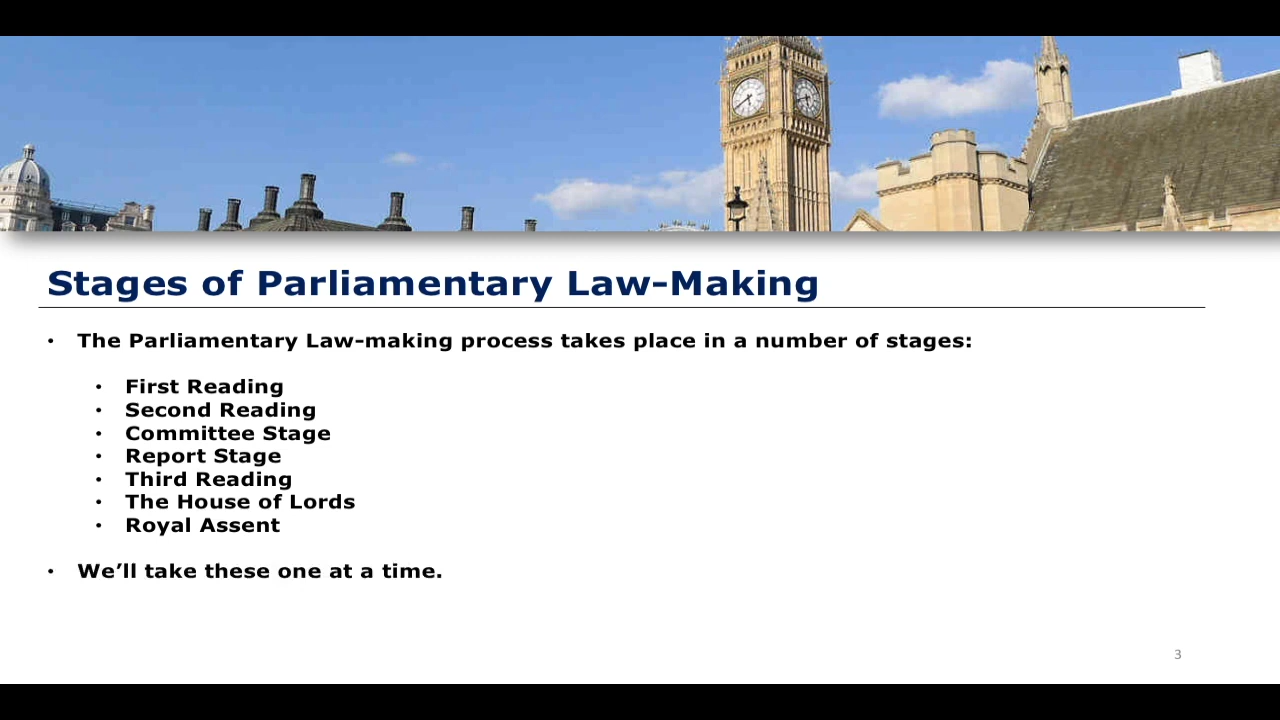 Stages of Parliamentary Law-Making
• The Parliamentary Law-making process takes place in a number of stages:
• First Reading
• Second Reading
• Committee Stage
• Report Stage
• Third Reading
• The House of Lords
• Royal Assent
• We’ll take these one at a time.
3